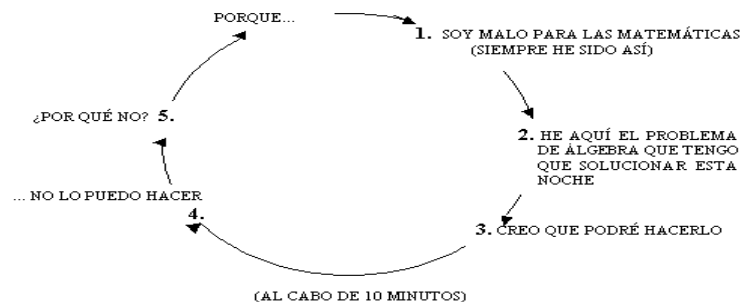 PORQUE...
1. SOY MALO PARA LAS MATEMÁTICAS
(SIEMPRE HE SIDO ASÍ)
2. HE AQUÍ EL PROBLEMA
DE ÁLGEBRA QUE TENGO
QUE SOLUCIONAR ESTA
NOCHE
3. CREO QUE PODRÉ HACERLO
(AL CABO DE 10 MINUTOS)
... NO LO PUEDO HACER
4.
¿POR QUÉ NO? 5.